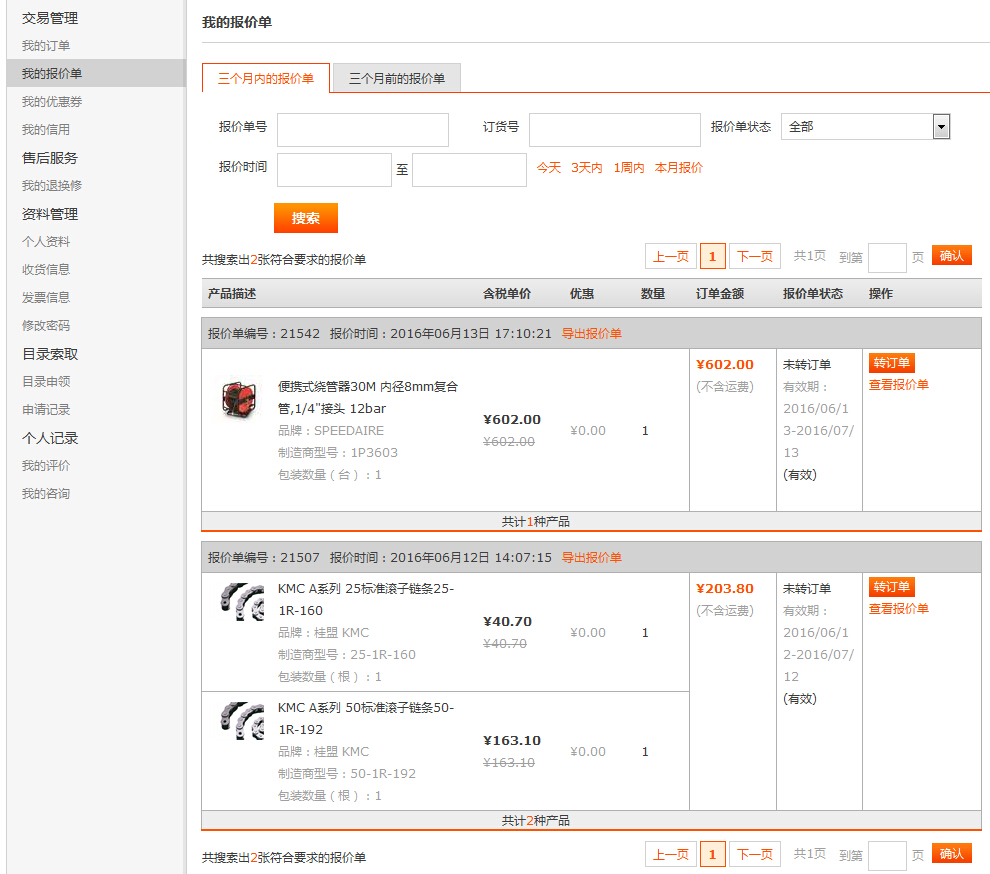 交易管理
我的订单
我的报价单
我的优惠券
我的信用
售后服务
我的退换修
资料管理
个人资料
收货信息
发票信息
修改密码
目录索取
目录申领
申请记录
个人记录
我的评价
我的咨询
我的报价单
三个月内的报价单 三个月前的报价单
报价单号 订货号 报价单状态 全部
报价时间 至 今天 3天内 1周内 本月报价
搜索
共搜索出2张符合要求的报价单 上一页 1 下一页 共1页 到第 页 确认
产品描述 含税单价 优惠 数量 订单金额 报价单状态 操作
报价单编号：21542 报价时间：2016年06月13日 17:10:21 导出报价单
便携式绕管器30M 内径8mm复合
管,1/4"接头 12bar
品牌：SPEEDAIRE
制造商型号：1P3603
包装数量（台）：1
¥602.00
¥602.00
¥0.00
1
¥602.00
(不含运费)
未转订单
有效期：
2016/06/1
3-2016/07/
13
(有效)
转订单
查看报价单
共计1种产品
报价单编号：21507 报价时间：2016年06月12日 14:07:15 导出报价单
KMC A系列 25标准滚子链条25-
1R-160
品牌：桂盟 KMC
制造商型号：25-1R-160
包装数量（根）：1
¥40.70
¥40.70
¥0.00
1
¥203.80
(不含运费)
未转订单
有效期：
2016/06/1
2-2016/07/
12
(有效)
转订单
查看报价单
KMC A系列 50标准滚子链条50-
1R-192
品牌：桂盟 KMC
制造商型号：50-1R-192
包装数量（根）：1
¥163.10
¥163.10
¥0.00
1
共计2种产品
共搜索出2张符合要求的报价单 上一页 1 下一页 共1页 到第 页 确认